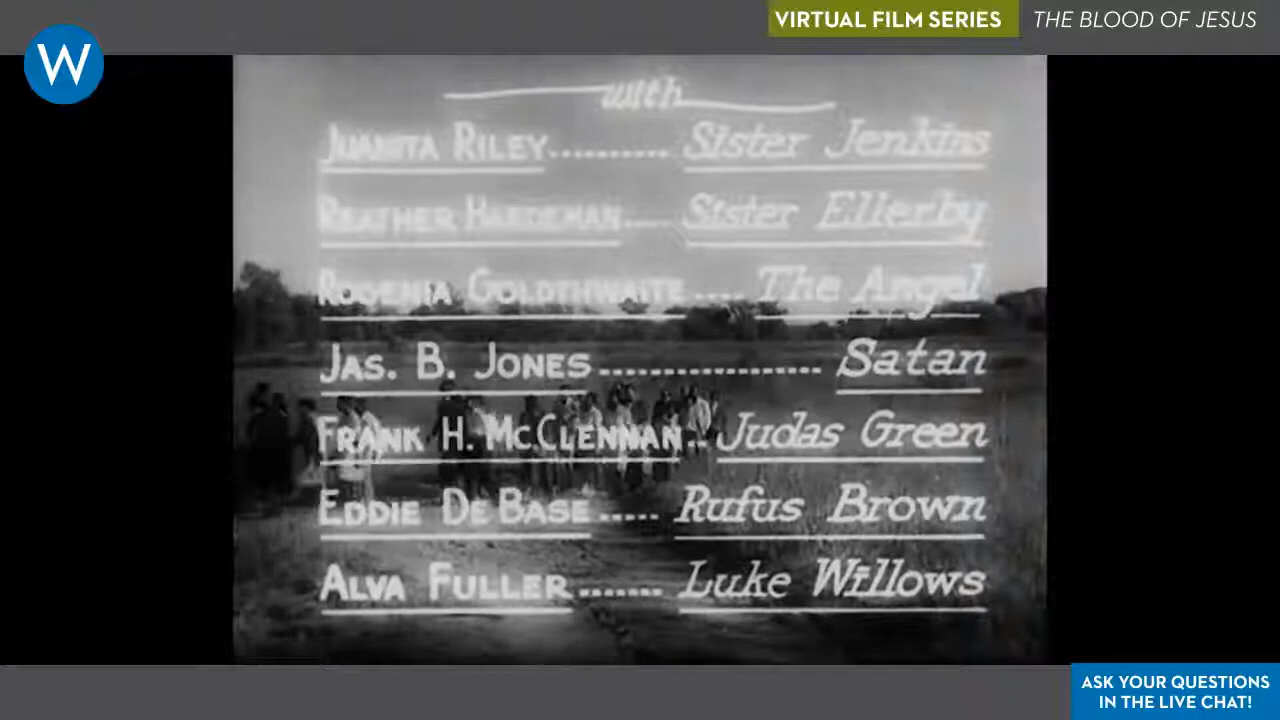 VIRTUAL FILM SERIES THE BLOOD OF JESUS
W
with
JUANITA RILEY.......... Sister Jenkins
REATHER HARDEMAN..... Sister Ellerby
ROGENIA GOLDTHWAITE.... The Angel
JAS. B. JONES.................. Satan
FRANK H. McCLENNAN.. Judas Green
EDDIE DEBASE..... Rufus Brown
ALVA FULLER....... Luke Willows
ASK YOUR QUESTIONS
IN THE LIVE CHAT!